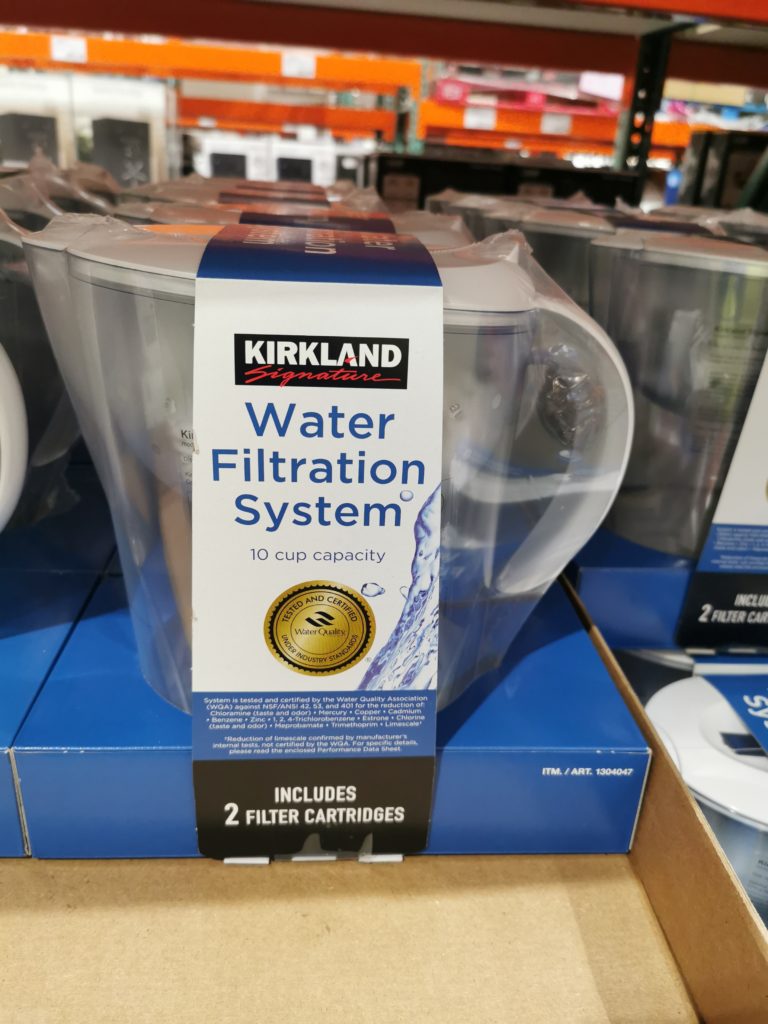 KIRKLAND
Signature
Water
Filtration
System
10 cup capacity
TESTED AND CERTIFIED
WaterQuality
UNDER INDUSTRY STANDARDS
System is tested and certified by the Water Quality Association
(WQA) against NSF/ANSI 42, 53, and 401 for the reduction of:
Chloramine (taste and odor) • Mercury • Copper • Cadmium
• Benzene • Zinc • 1, 2, 4-Trichlorobenzene • Estrone • Chlorine
(taste and odor) • Meprobamate • Trimethoprim • Limescale*
*Reduction of limescale confirmed by manufacturer's
internal tests, not certified by the WQA. For specific details,
please read the enclosed Performance Data Sheet.
INCLUDES
2 FILTER CARTRIDGES
ITM. / ART. 1304047
INCLU
2 FILTER CAR